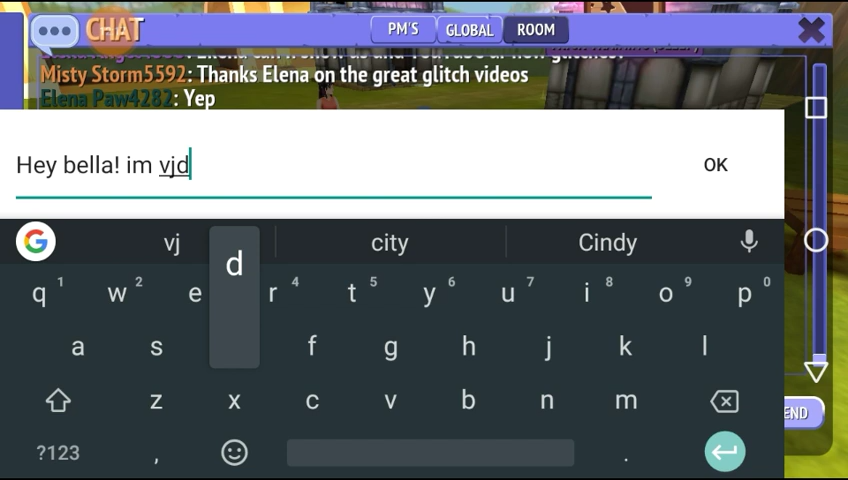 CHAT
PM'S
GLOBAL
ROOM
Misty Storm5592: Thanks Elena on the great glitch videos
Elena Paw4282: Yep
Hey bella! im vjd
OK
G vj city Cindy
d
q 1 w 2 e r 4 t 5 y 6 u 7 i 8 o 9 p 0
a s f g h j k l
z x c v b n m
?123 , .
END